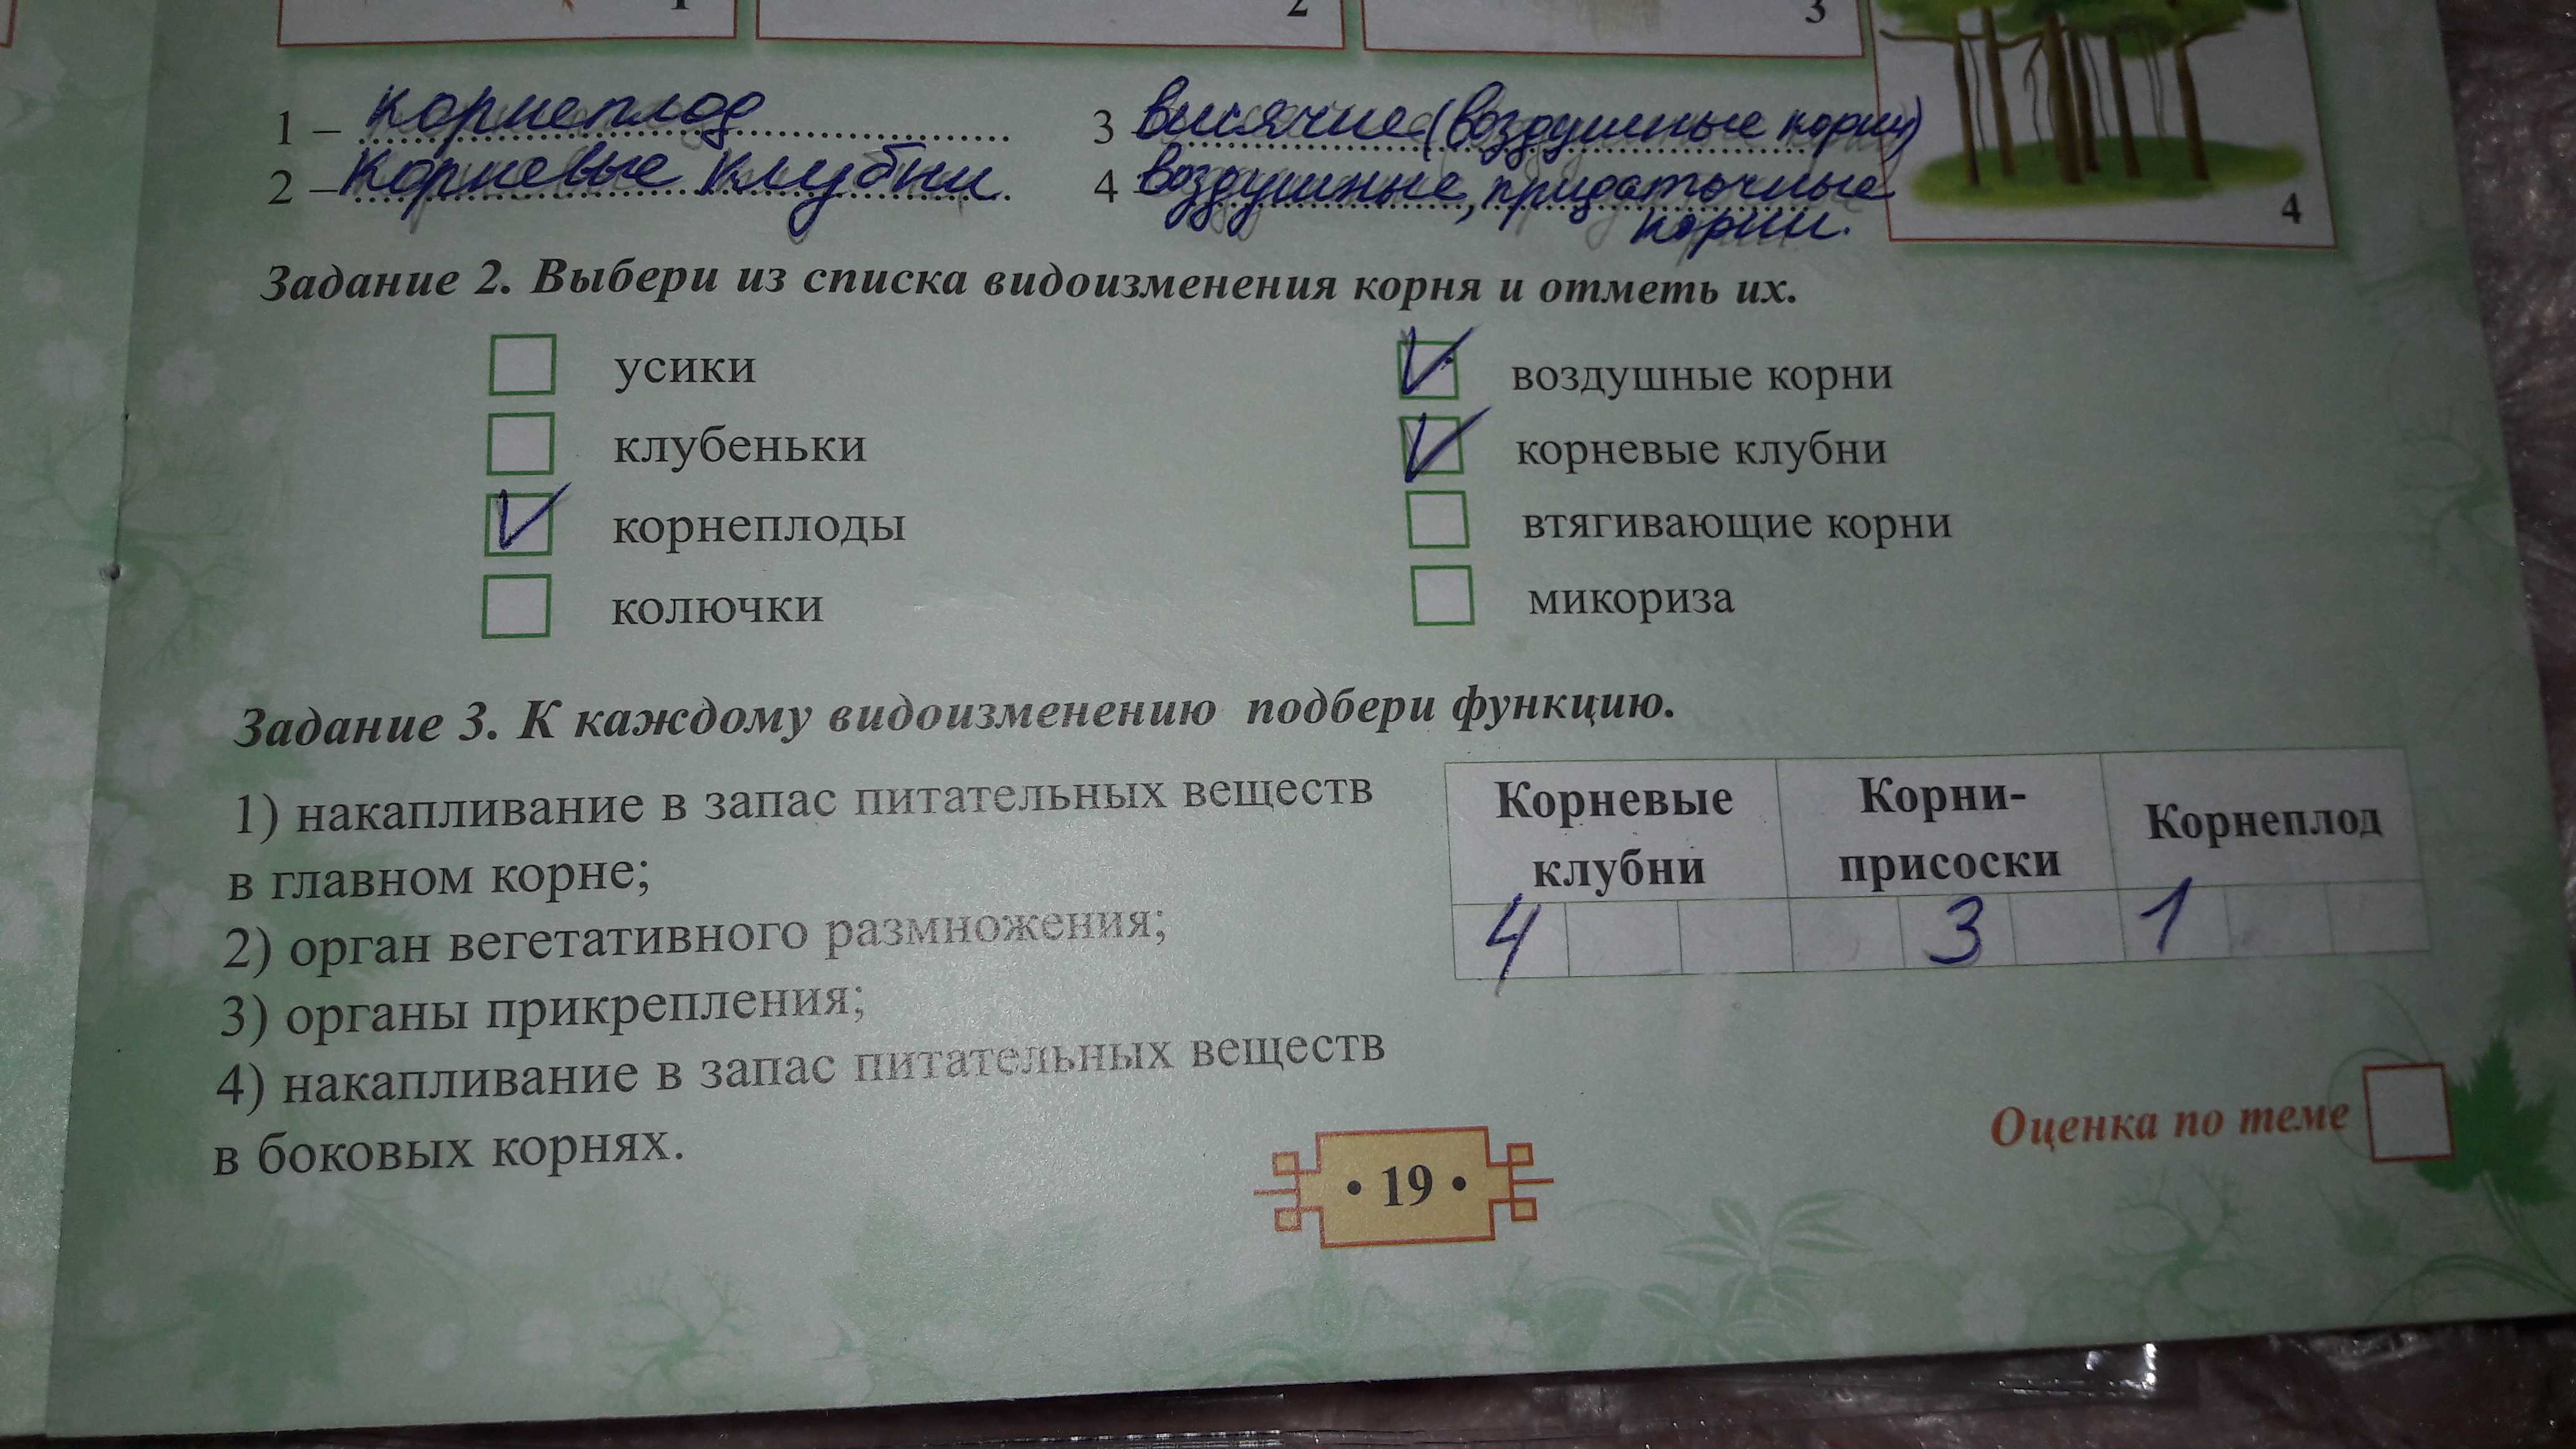 1
2
3
1 – корнеплод
2 – корневые клубни
3 висячие (воздушные корни)
4 воздушные, придаточные
корни.
4
Задание 2. Выбери из списка видоизменения корня и отметь их.
усики
клубеньки
V корнеплоды
колючки
V воздушные корни
V корневые клубни
втягивающие корни
микориза
Задание 3. К каждому видоизменению подбери функцию.
1) накапливание в запас питательных веществ
в главном корне;
2) орган вегетативного размножения;
3) органы прикрепления;
4) накапливание в запас питательных веществ
в боковых корнях.
Корневые
клубни
Корни-
присоски
Корнеплод
4 3 1
Оценка по теме
• 19 •